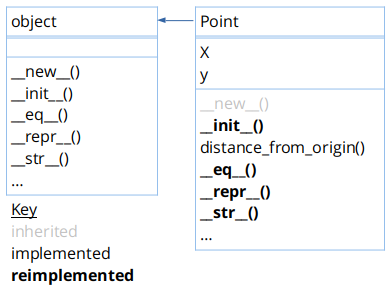 object
__new__()
__init__()
__eq__()
__repr__()
__str__()
...
Key
inherited
implemented
reimplemented
Point
X
y
__new__()
__init__()
distance_from_origin()
__eq__()
__repr__()
__str__()
...